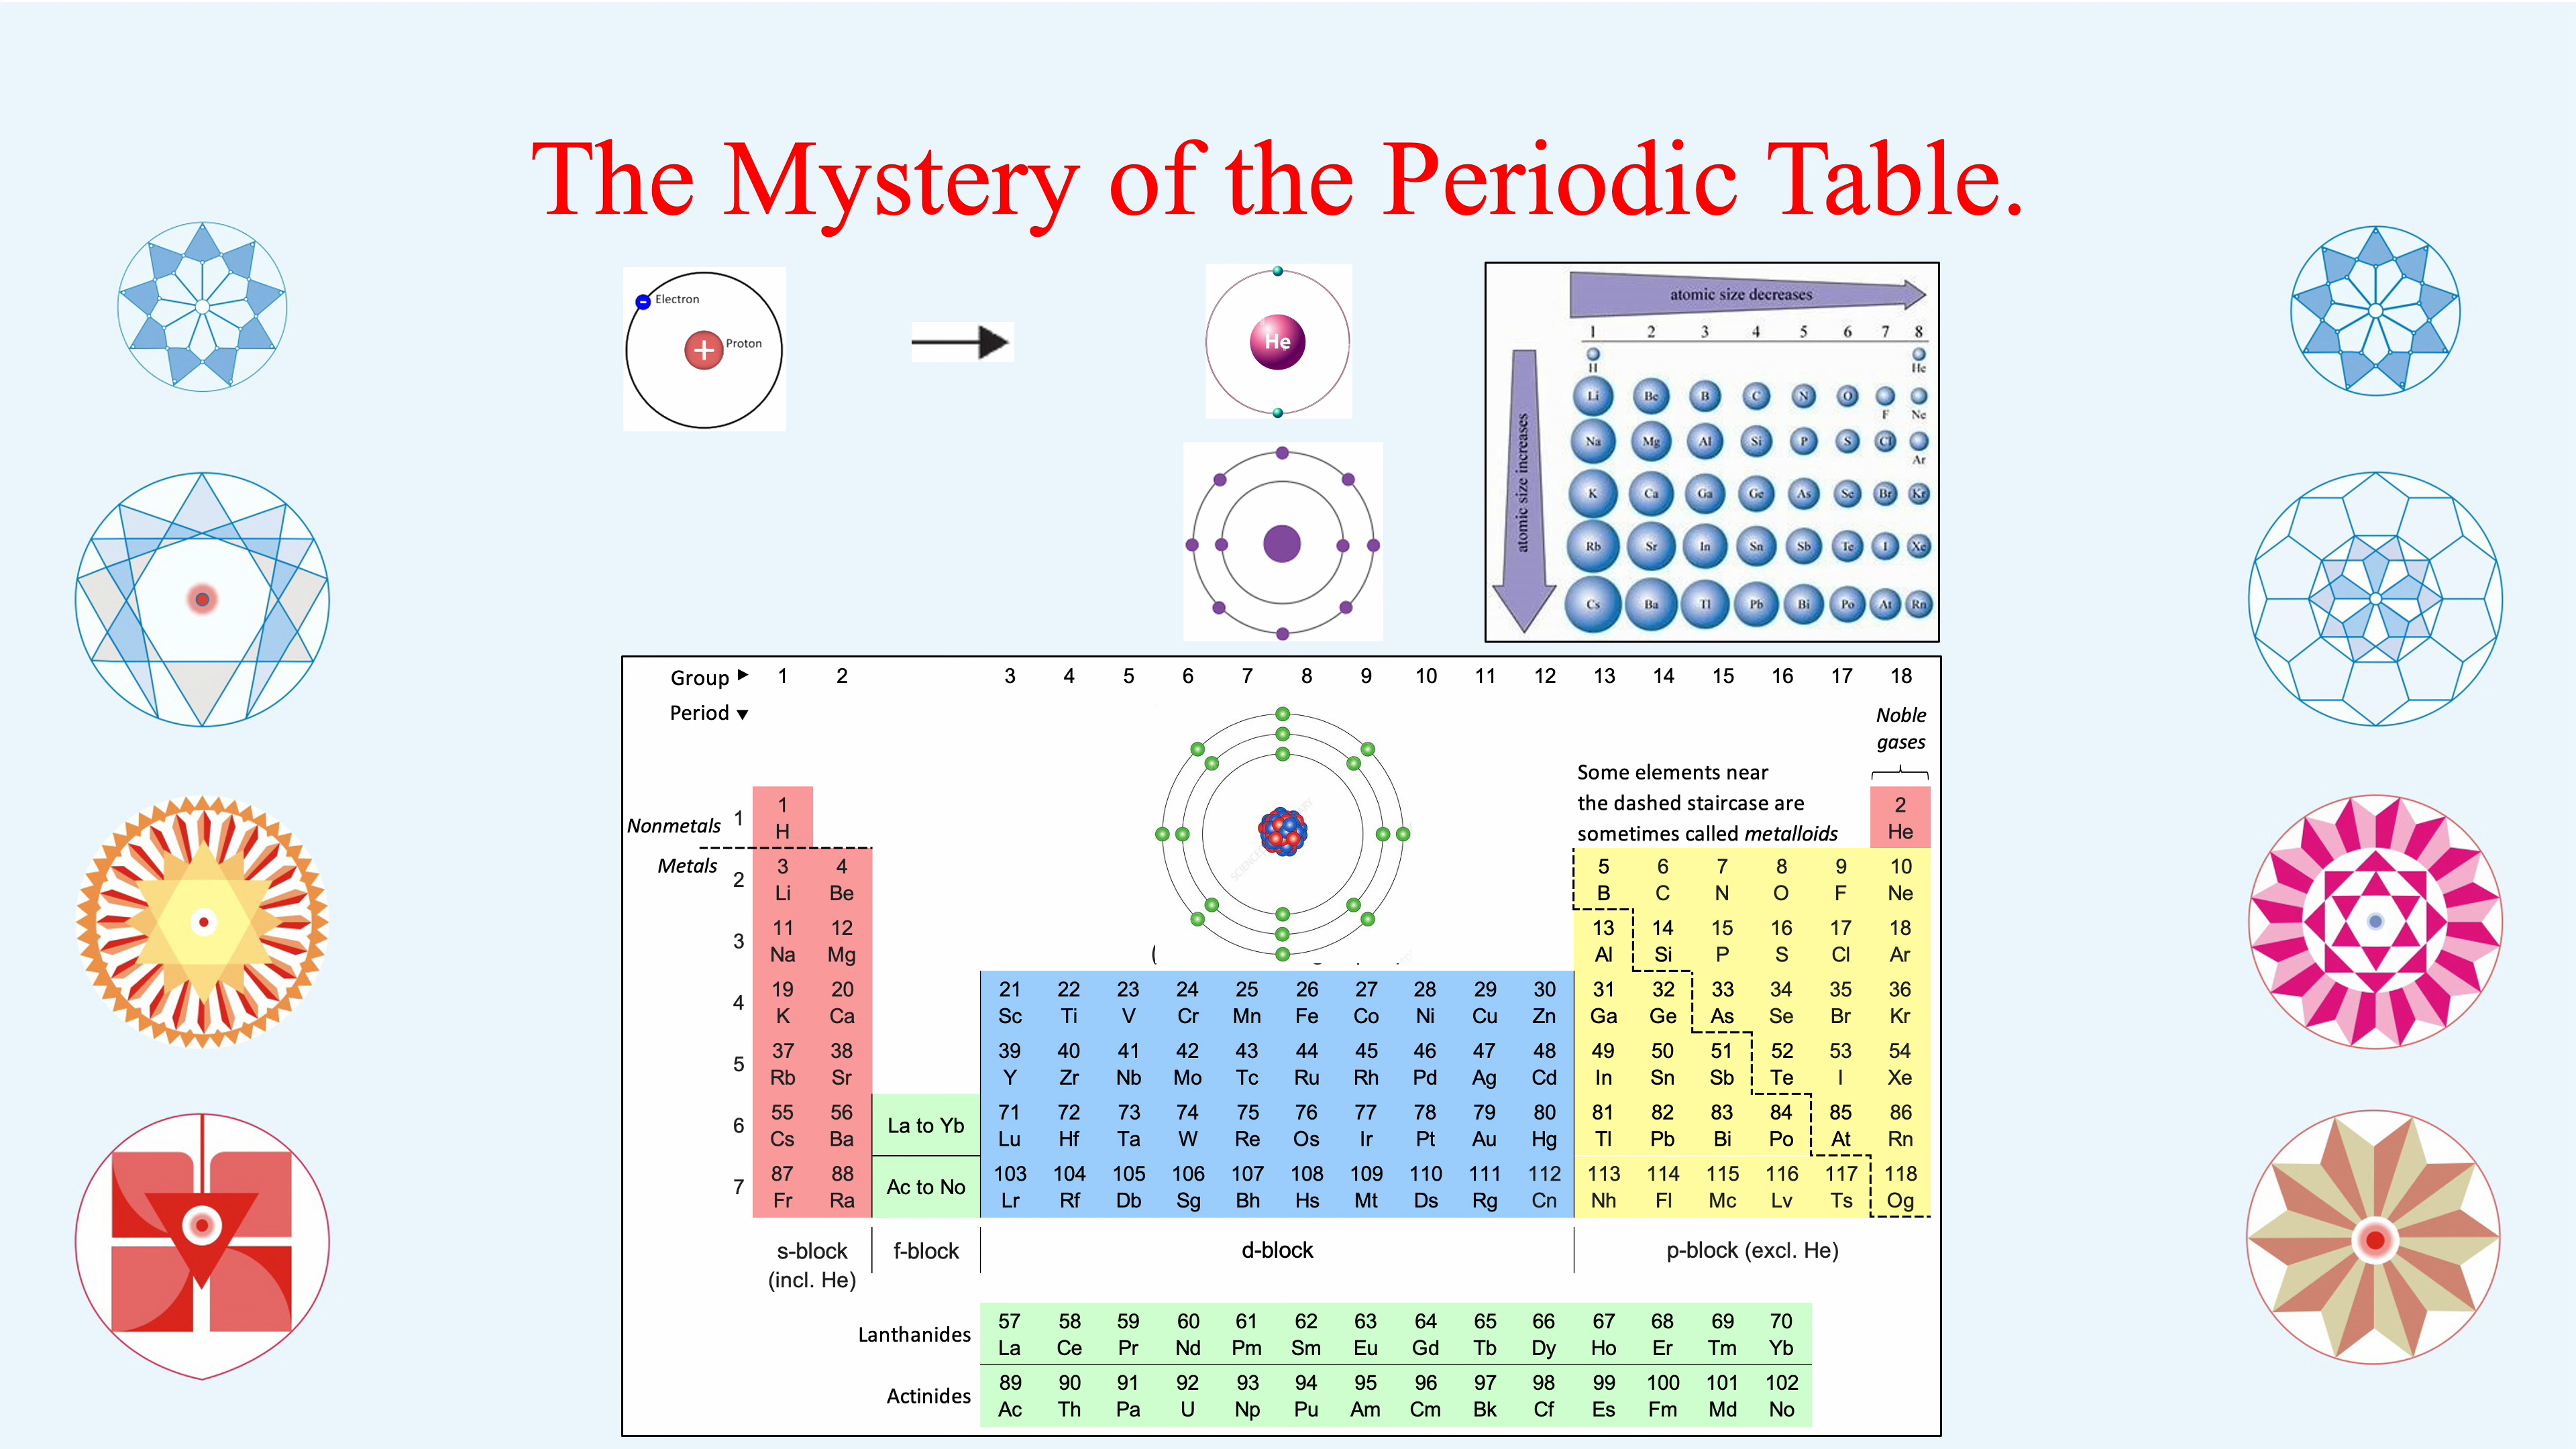 The Mystery of the Periodic Table.
Electron
Proton
He
atomic size decreases
1 2 3 4 5 6 7 8
atomic size increases
H He
Li Be B C N O F Ne
Na Mg Al Si P S Cl Ar
K Ca Ga Ge As Se Br Kr
Rb Sr In Sn Sb Te I Xe
Cs Ba Tl Pb Bi Po At Rn
Group 1 2 3 4 5 6 7 8 9 10 11 12 13 14 15 16 17 18
Period
Noble
gases
Some elements near
the dashed staircase are
sometimes called metalloids
Nonmetals
Metals
1
1 2
H He
2
3 4 5 6 7 8 9 10
Li Be B C N O F Ne
3
11 12 13 14 15 16 17 18
Na Mg Al Si P S Cl Ar
4
19 20 21 22 23 24 25 26 27 28 29 30 31 32 33 34 35 36
K Ca Sc Ti V Cr Mn Fe Co Ni Cu Zn Ga Ge As Se Br Kr
5
37 38 39 40 41 42 43 44 45 46 47 48 49 50 51 52 53 54
Rb Sr Y Zr Nb Mo Tc Ru Rh Pd Ag Cd In Sn Sb Te I Xe
6
55 56 La to Yb 71 72 73 74 75 76 77 78 79 80 81 82 83 84 85 86
Cs Ba Lu Hf Ta W Re Os Ir Pt Au Hg Tl Pb Bi Po At Rn
7
87 88 Ac to No 103 104 105 106 107 108 109 110 111 112 113 114 115 116 117 118
Fr Ra Lr Rf Db Sg Bh Hs Mt Ds Rg Cn Nh Fl Mc Lv Ts Og
s-block
(incl. He)
f-block
d-block
p-block (excl. He)
Lanthanides
57 58 59 60 61 62 63 64 65 66 67 68 69 70
La Ce Pr Nd Pm Sm Eu Gd Tb Dy Ho Er Tm Yb
Actinides
89 90 91 92 93 94 95 96 97 98 99 100 101 102
Ac Th Pa U Np Pu Am Cm Bk Cf Es Fm Md No